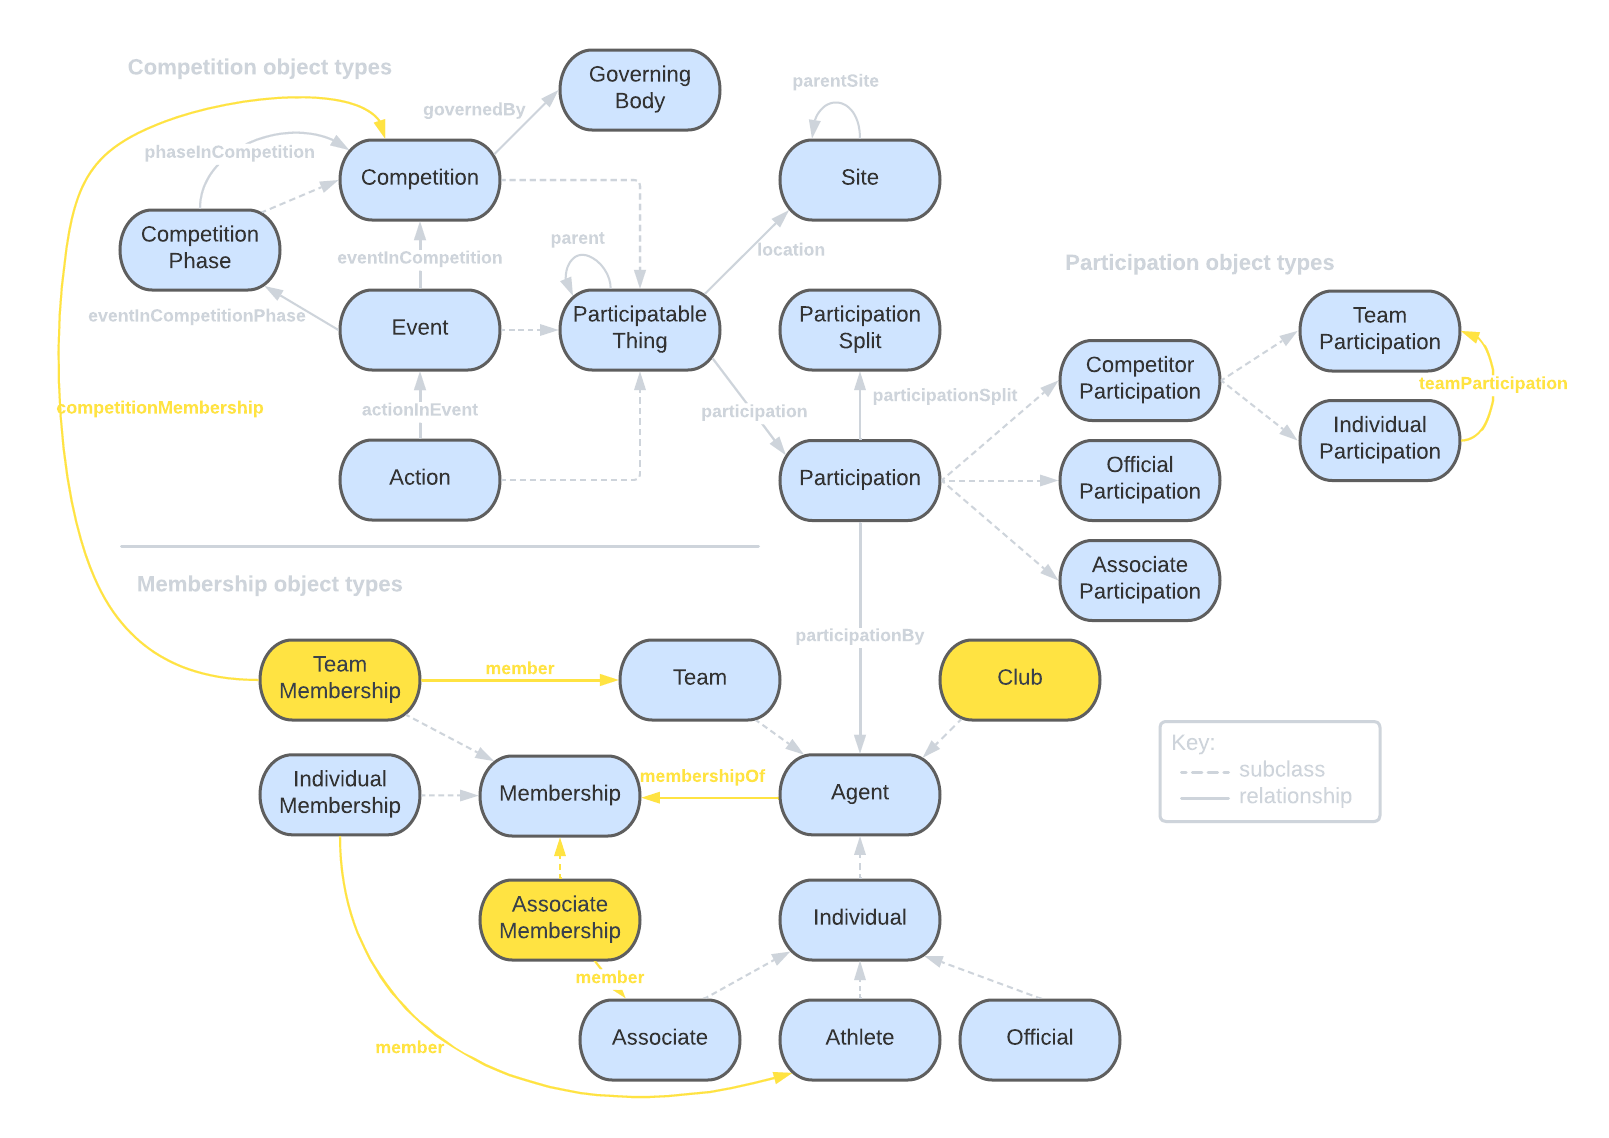 Competition object types
Governing
Body
parentSite
governedBy
phaseInCompetition
Competition
Site
Competition
Phase
parent
location
eventInCompetition
Participation object types
eventInCompetitionPhase
Event
Participatable
Thing
Participation
Split
Team
Participation
Competitor
Participation
teamParticipation
competitionMembership
actionInEvent
participation
participationSplit
Individual
Participation
Action
Participation
Official
Participation
Associate
Participation
Membership object types
participationBy
Team
Membership
member
Team
Club
Key:
subclass
relationship
Individual
Membership
Membership
membershipOf
Agent
Associate
Membership
Individual
member
Associate
Athlete
Official
member